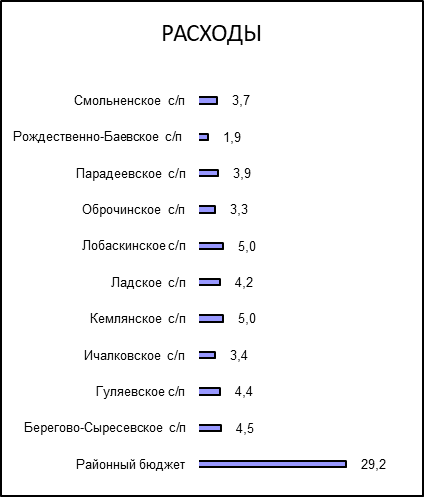 РАСХОДЫ
Смольненское с/п 3,7
Рождественно-Баевское с/п 1,9
Парадеевское с/п 3,9
Оброчинское с/п 3,3
Лобаскинское с/п 5,0
Ладское с/п 4,2
Кемлянское с/п 5,0
Ичалковское с/п 3,4
Гуляевское с/п 4,4
Берегово-Сыресевское с/п 4,5
Районный бюджет 29,2